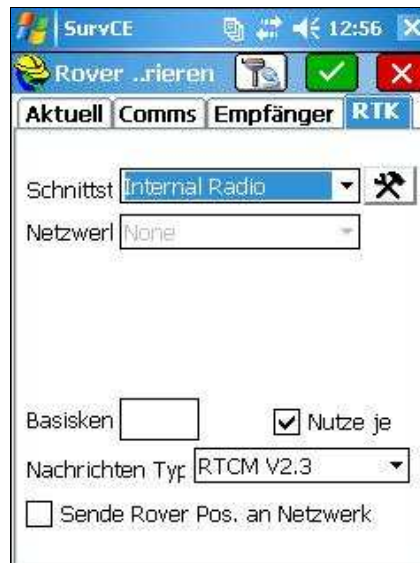 SurvCE 12:56
Rover ..rieren
Aktuell Comms Empfänger RTK
Schnittst Internal Radio
Netzwerl None
Basisken Nutze je
Nachrichten Typ RTCM V2.3
Sende Rover Pos. an Netzwerk